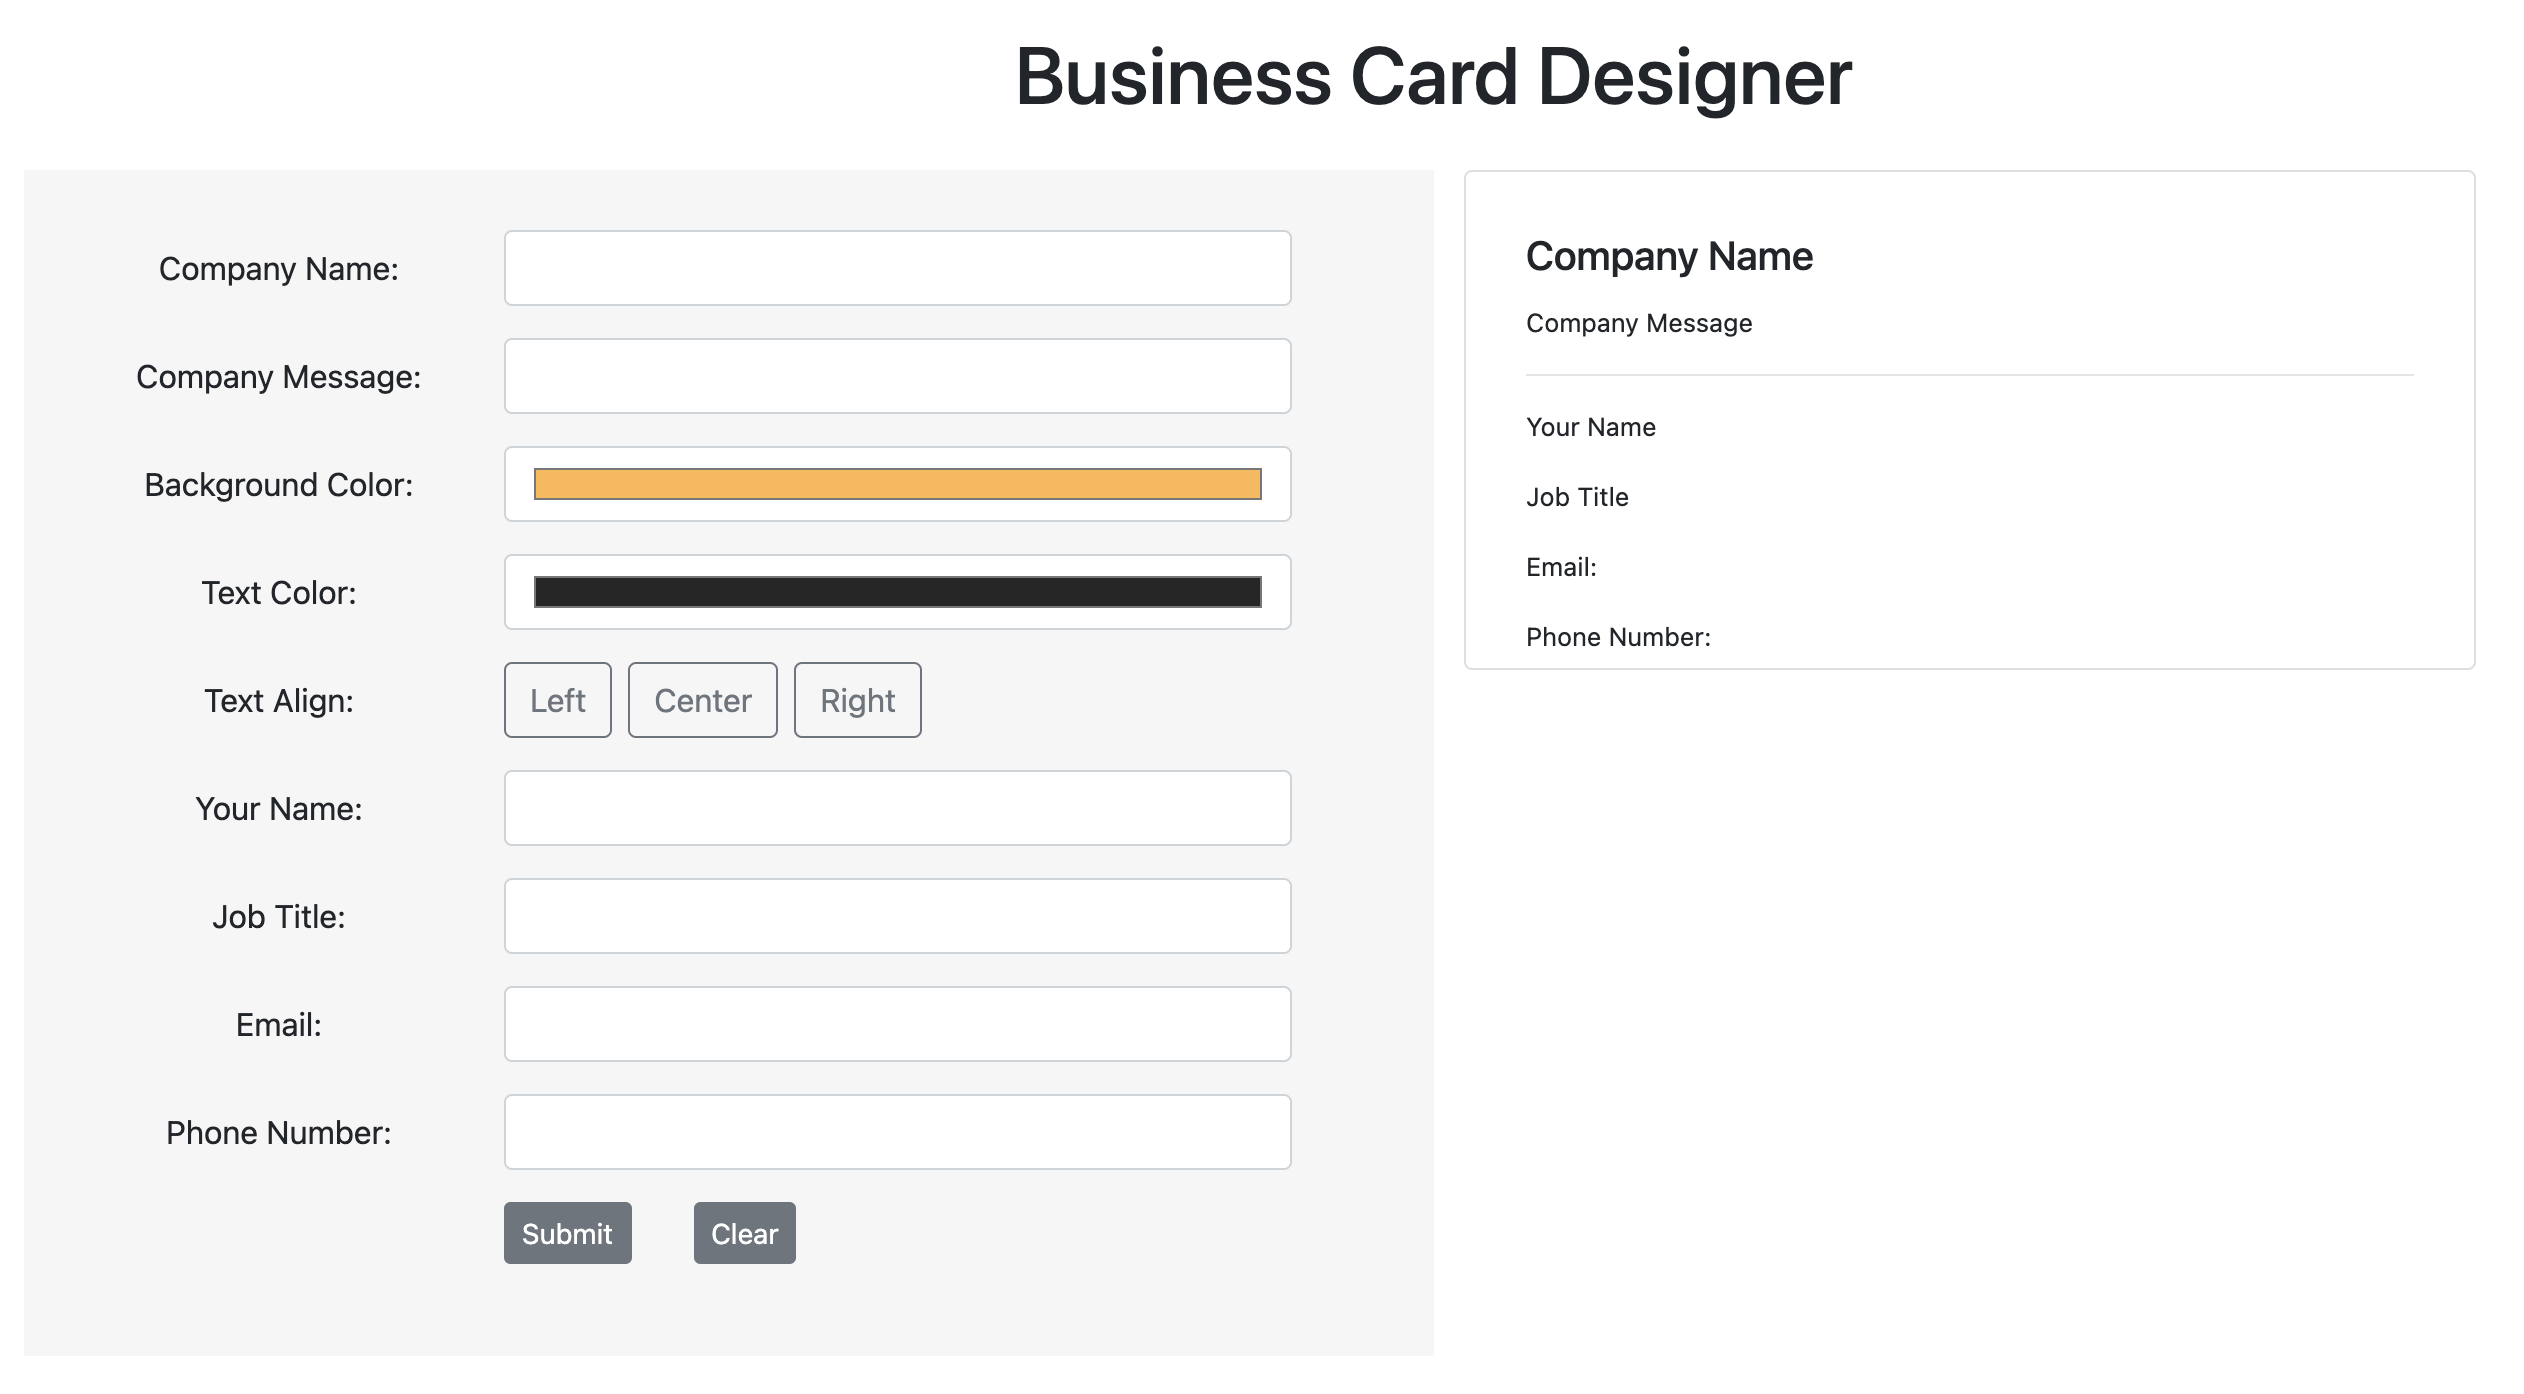 Business Card Designer
Company Name:
Company Message:
Background Color:
Text Color:
Text Align:
Left
Center
Right
Your Name:
Job Title:
Email:
Phone Number:
Submit
Clear
Company Name
Company Message
Your Name
Job Title
Email:
Phone Number: